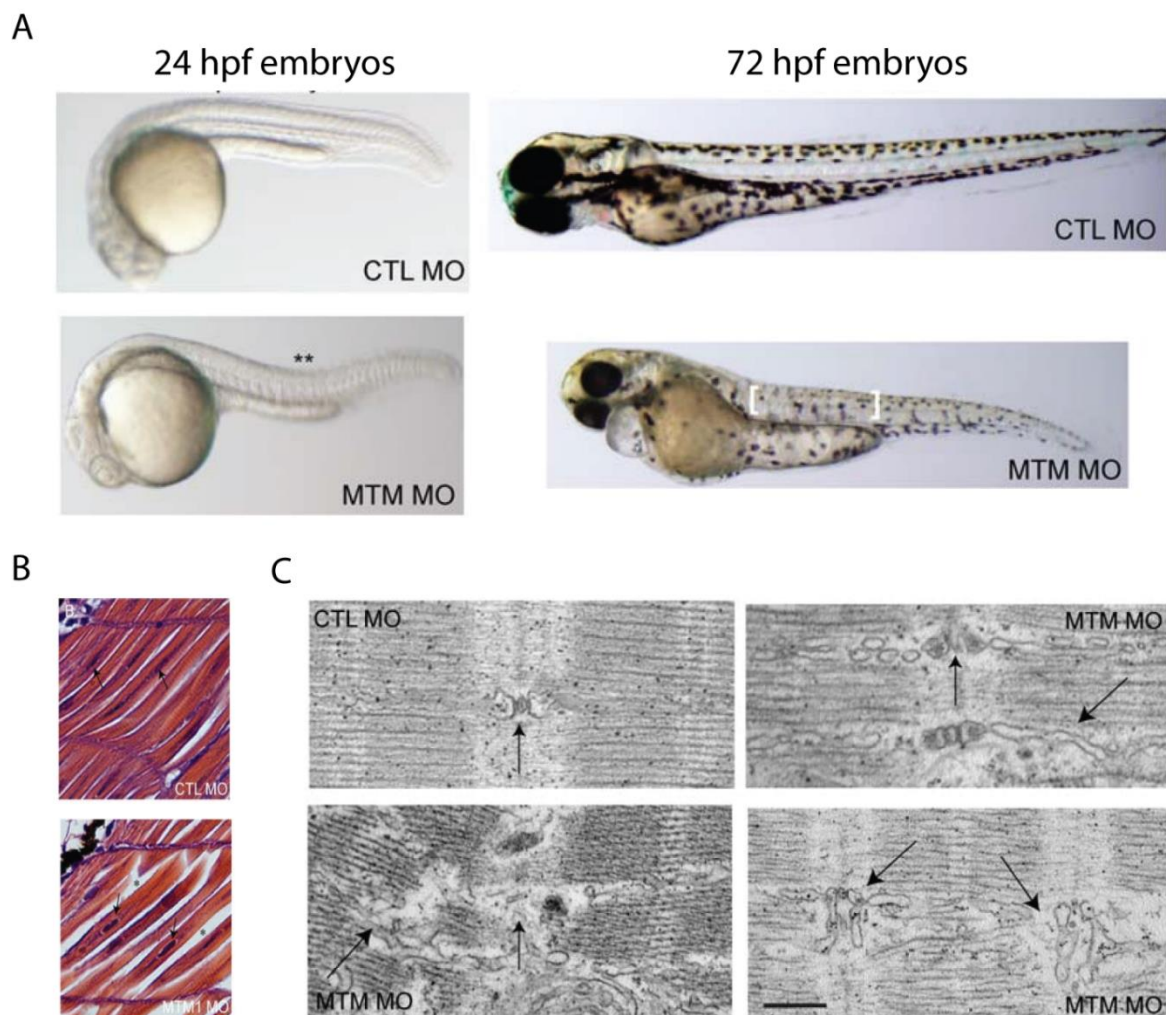 A
24 hpf embryos
72 hpf embryos
CTL MO
CTL MO
**
[ ]
MTM MO
MTM MO
B
C
B
CTL MO
MTM1 MO
CTL MO
MTM MO
MTM MO
MTM MO